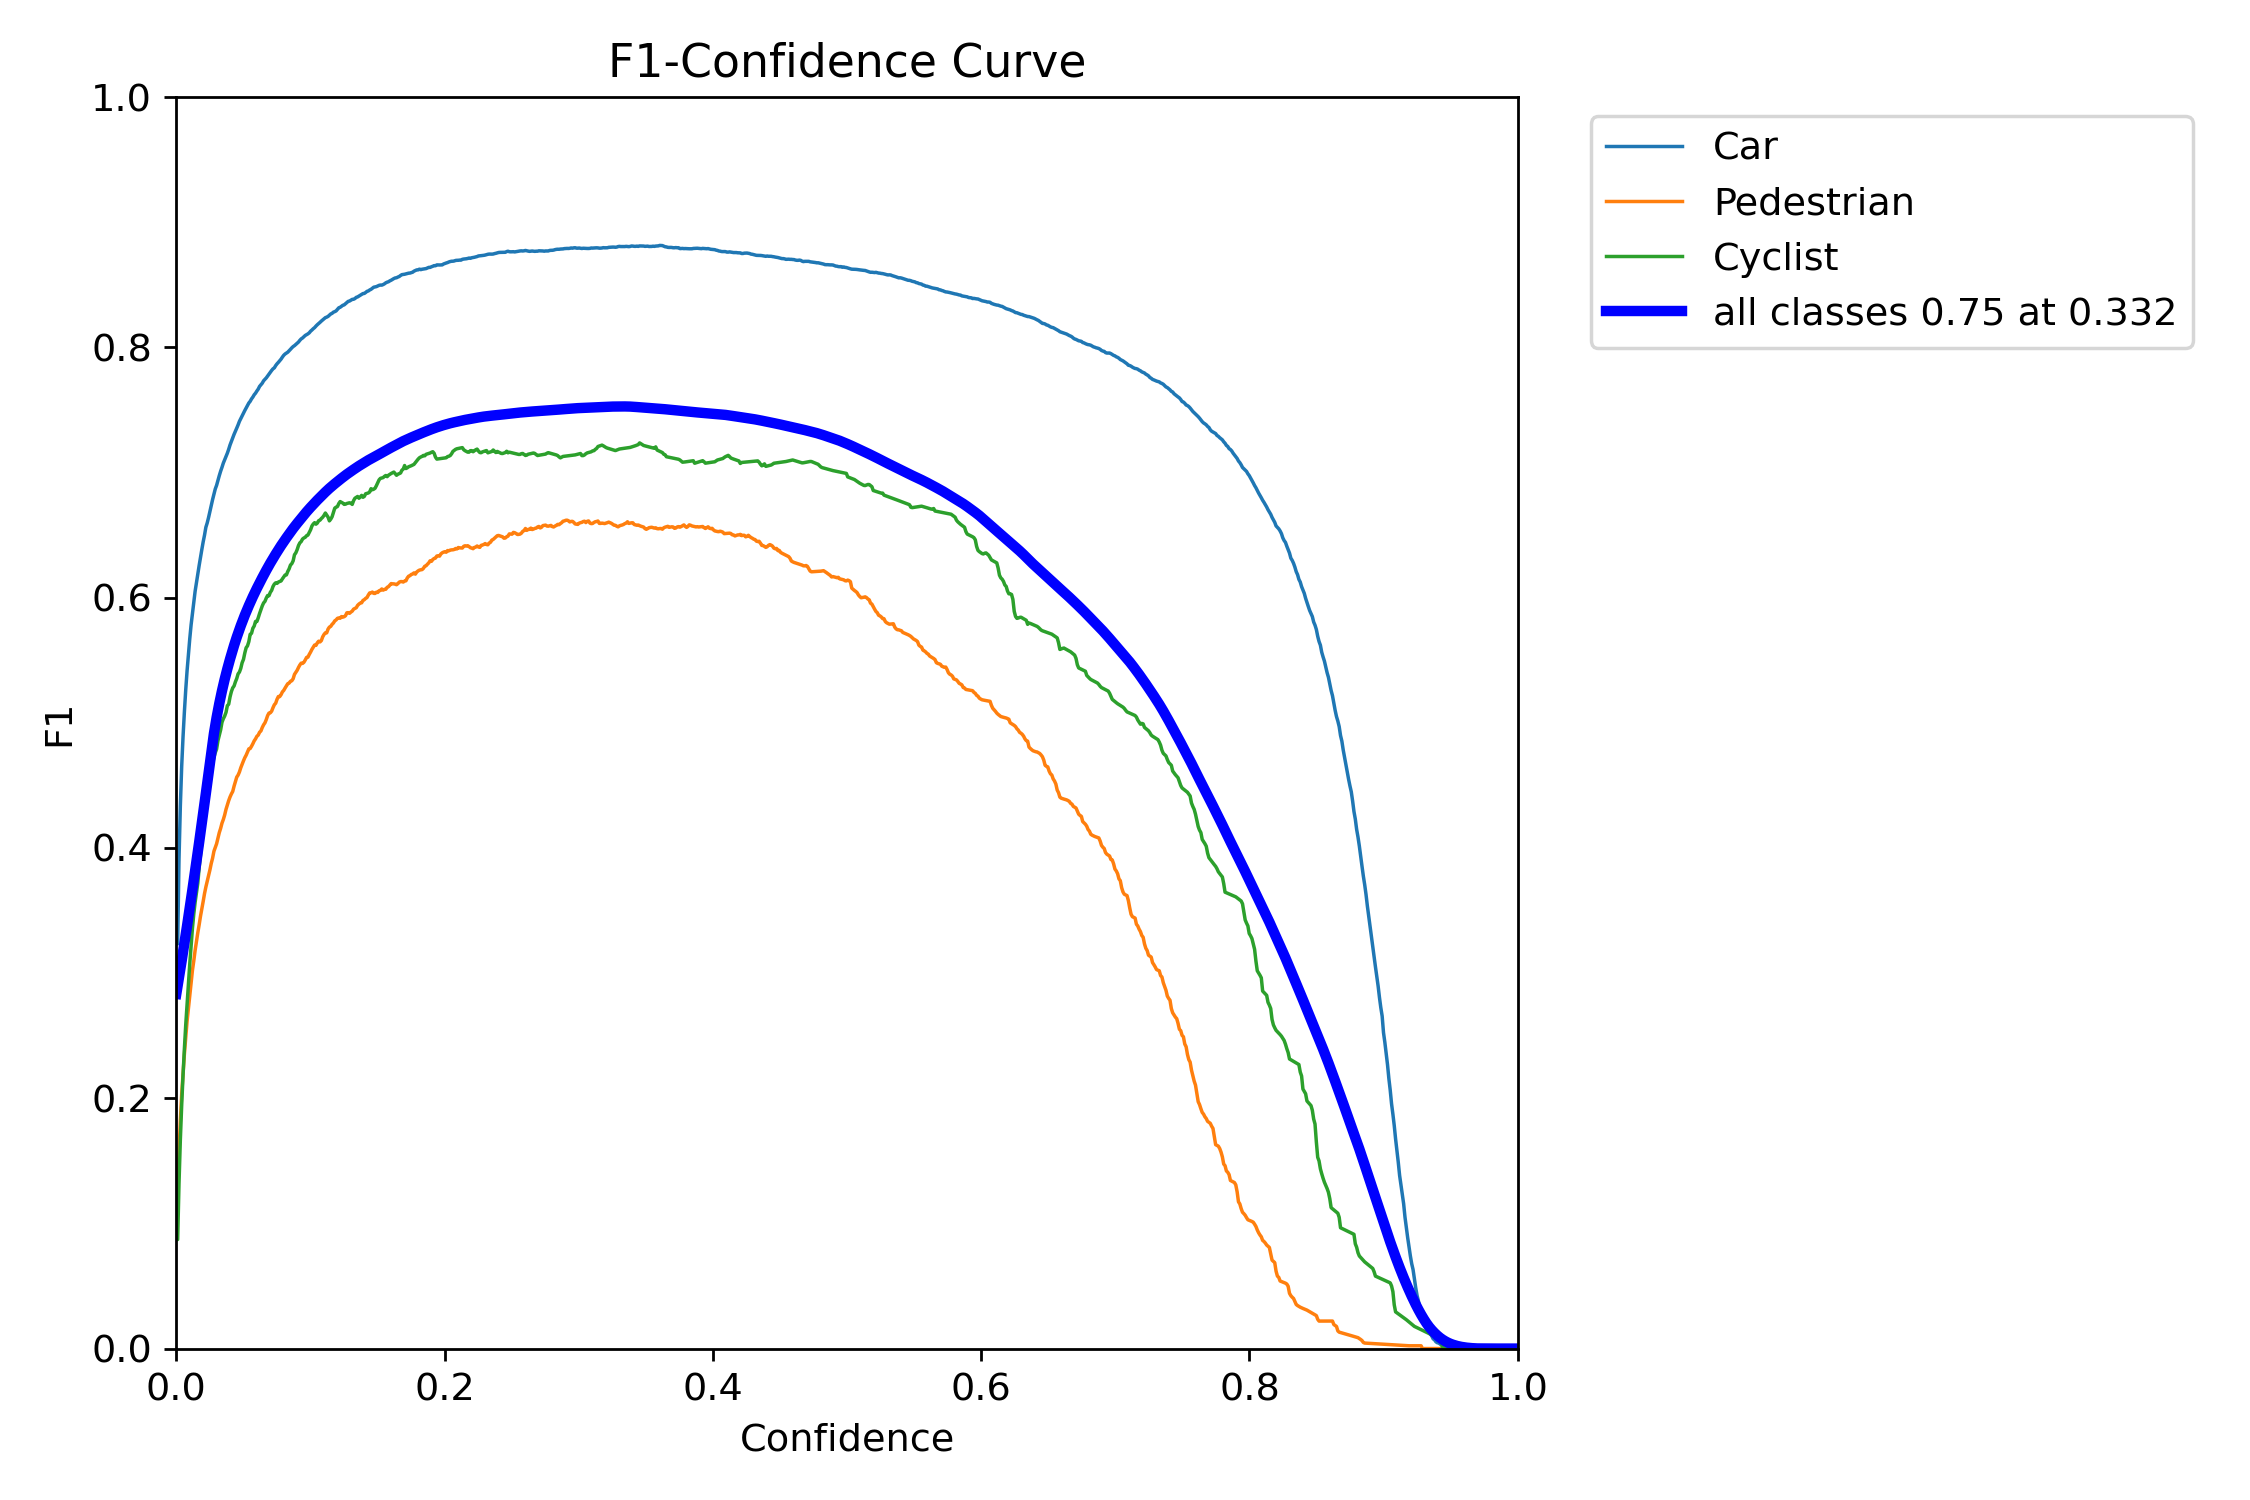 F1-Confidence Curve
1.0
0.8
0.6
0.4
0.2
0.0
F1
0.0 0.2 0.4 0.6 0.8 1.0
Confidence
Car
Pedestrian
Cyclist
all classes 0.75 at 0.332